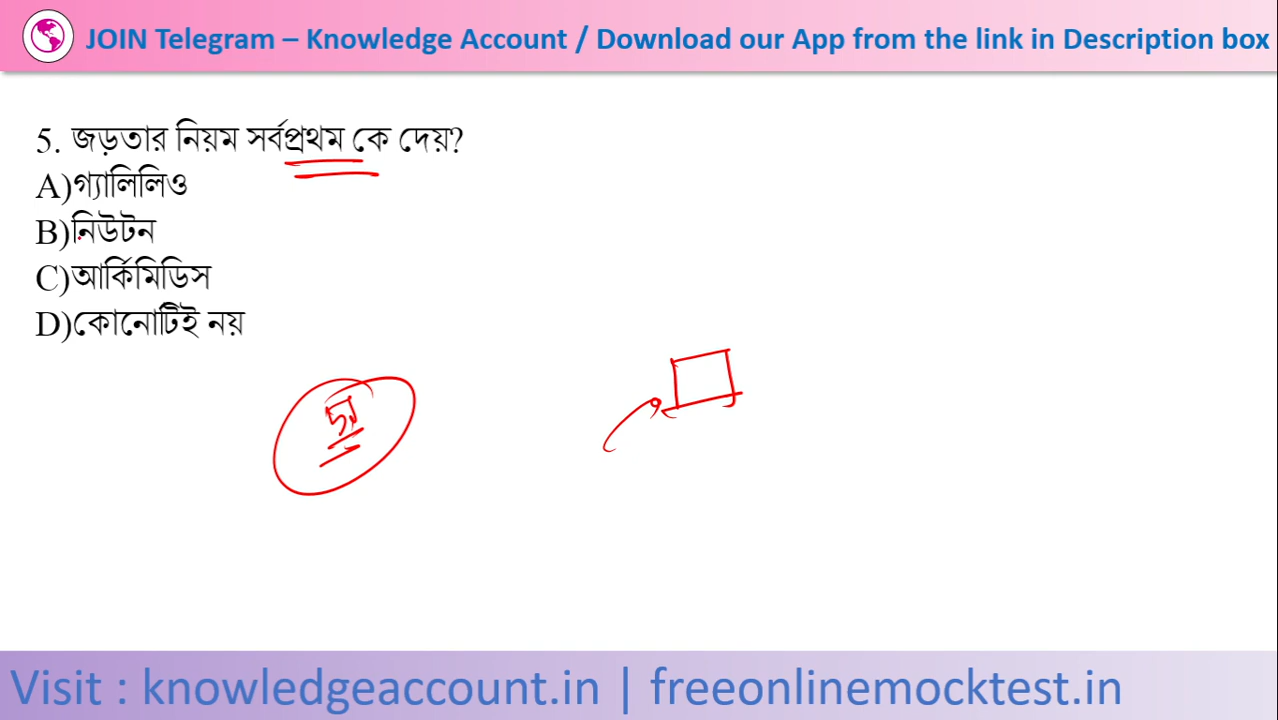 JOIN Telegram – Knowledge Account / Download our App from the link in Description box
5. জড়তার নিয়ম সর্বপ্রথম কে দেয়?
A)গ্যালিলিও
B)নিউটন
C)আর্কিমিডিস
D)কোনোটিই নয়
Visit : knowledgeaccount.in | freeonlinemocktest.in